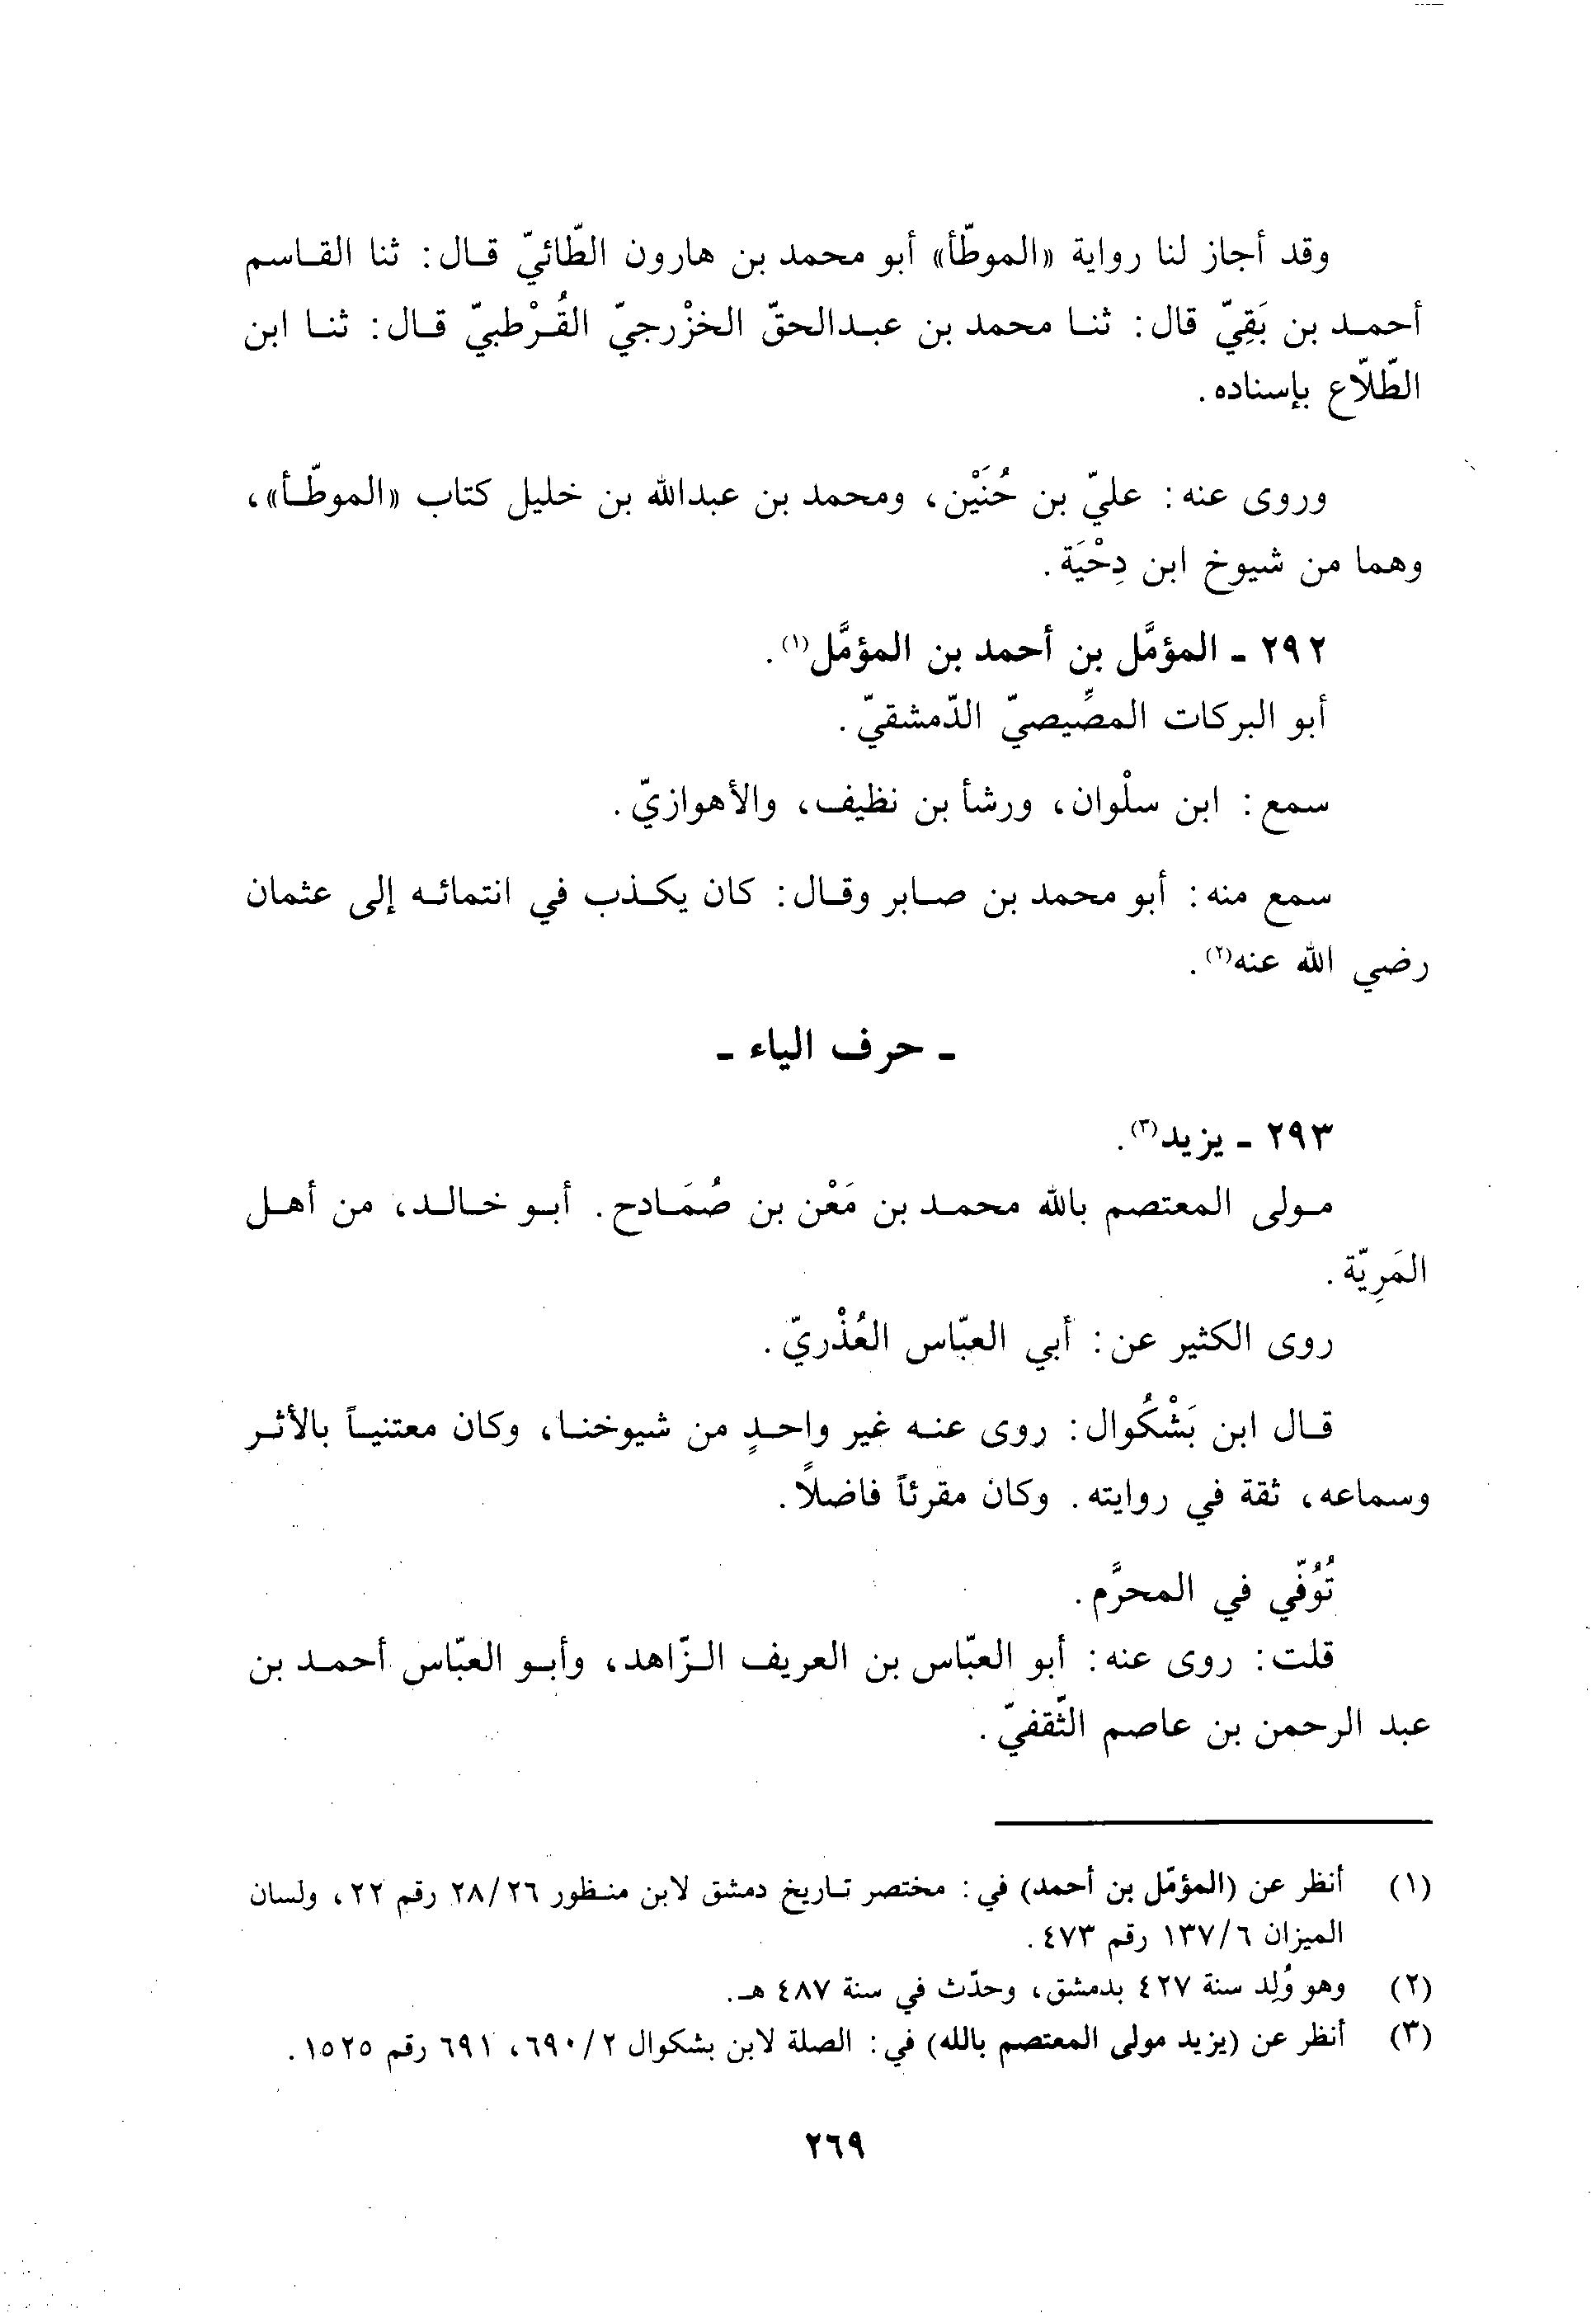 وقد أجاز لنا رواية «الموطّأ» أبو محمد بن هارون الطّائيّ قال: ثنا القاسم
أحمد بن بَقِيّ قال: ثنا محمد بن عبدالحقّ الخزْرجيّ القُرْطبيّ قال: ثنا ابن
الطّلّاع بإسناده.
وروى عنه: عليّ بن حُنَيْن، ومحمد بن عبدالله بن خليل كتاب «الموطّأ»،
وهما من شيوخ ابن دِحْيَة.
٢٩٢ - المؤمَّل بن أحمد بن المؤمَّل(١).
أبو البركات المصِّيصيّ الدّمشقيّ.
سمع: ابن سلْوان، ورشأ بن نظيف، والأهوازيّ.
سمع منه: أبو محمد بن صابر وقال: كان يكذب في انتمائه إلى عثمان
رضي الله عنه(٢).
- حرف الياء -
٢٩٣ - يزيد(٣).
مولى المعتصم بالله محمد بن مَعْن بن صُمَادح. أبو خالد، من أهل
المَرِيّة.
روى الكثير عن: أبي العبّاس العُذْريّ.
قال ابن بَشْكُوال: روى عنه غير واحدٍ من شيوخنا، وكان معتنياً بالأثر
وسماعه، ثقة في روايته. وكان مقرئاً فاضلاً.
تُوُفّي في المحرَّم.
قلت: روى عنه: أبو العبّاس بن العريف الزّاهد، وأبو العبّاس أحمد بن
عبد الرحمن بن عاصم الثّقفيّ.
(١) أنظر عن (المؤمّل بن أحمد) في: مختصر تاريخ دمشق لابن منظور ٢٨/٢٦ رقم ٢٢، ولسان
الميزان ١٣٧/٦ رقم ٤٧٣.
(٢) وهو وُلِد سنة ٤٢٧ بدمشق، وحدّث في سنة ٤٨٧ هـ.
(٣) أنظر عن (يزيد مولى المعتصم بالله) في: الصلة لابن بشكوال ٦٩٠/٢، ٦٩١ رقم ١٥٢٥.
٢٦٩